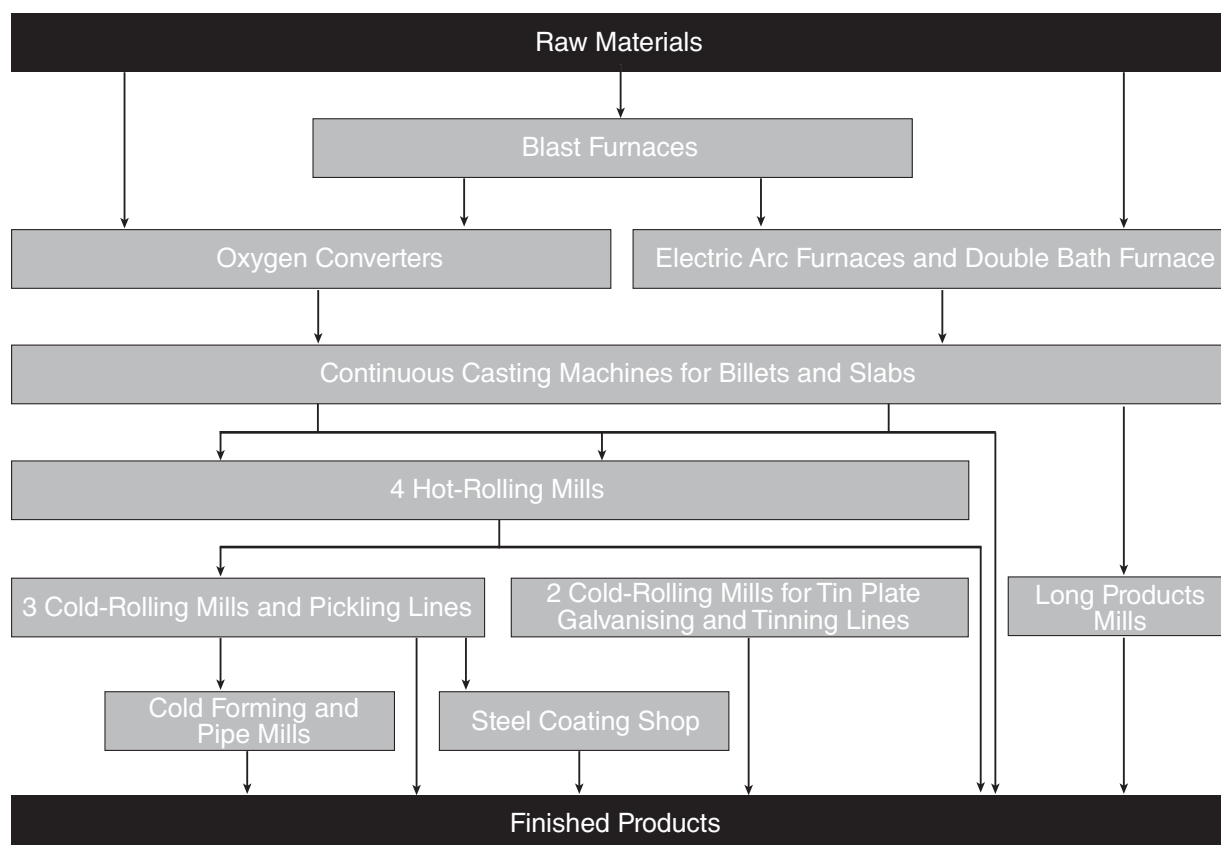 Raw Materials
Blast Furnaces
Oxygen Converters
Electric Arc Furnaces and Double Bath Furnace
Continuous Casting Machines for Billets and Slabs
4 Hot-Rolling Mills
3 Cold-Rolling Mills and Pickling Lines
2 Cold-Rolling Mills for Tin Plate
Galvanising and Tinning Lines
Long Products
Mills
Cold Forming and
Pipe Mills
Steel Coating Shop
Finished Products